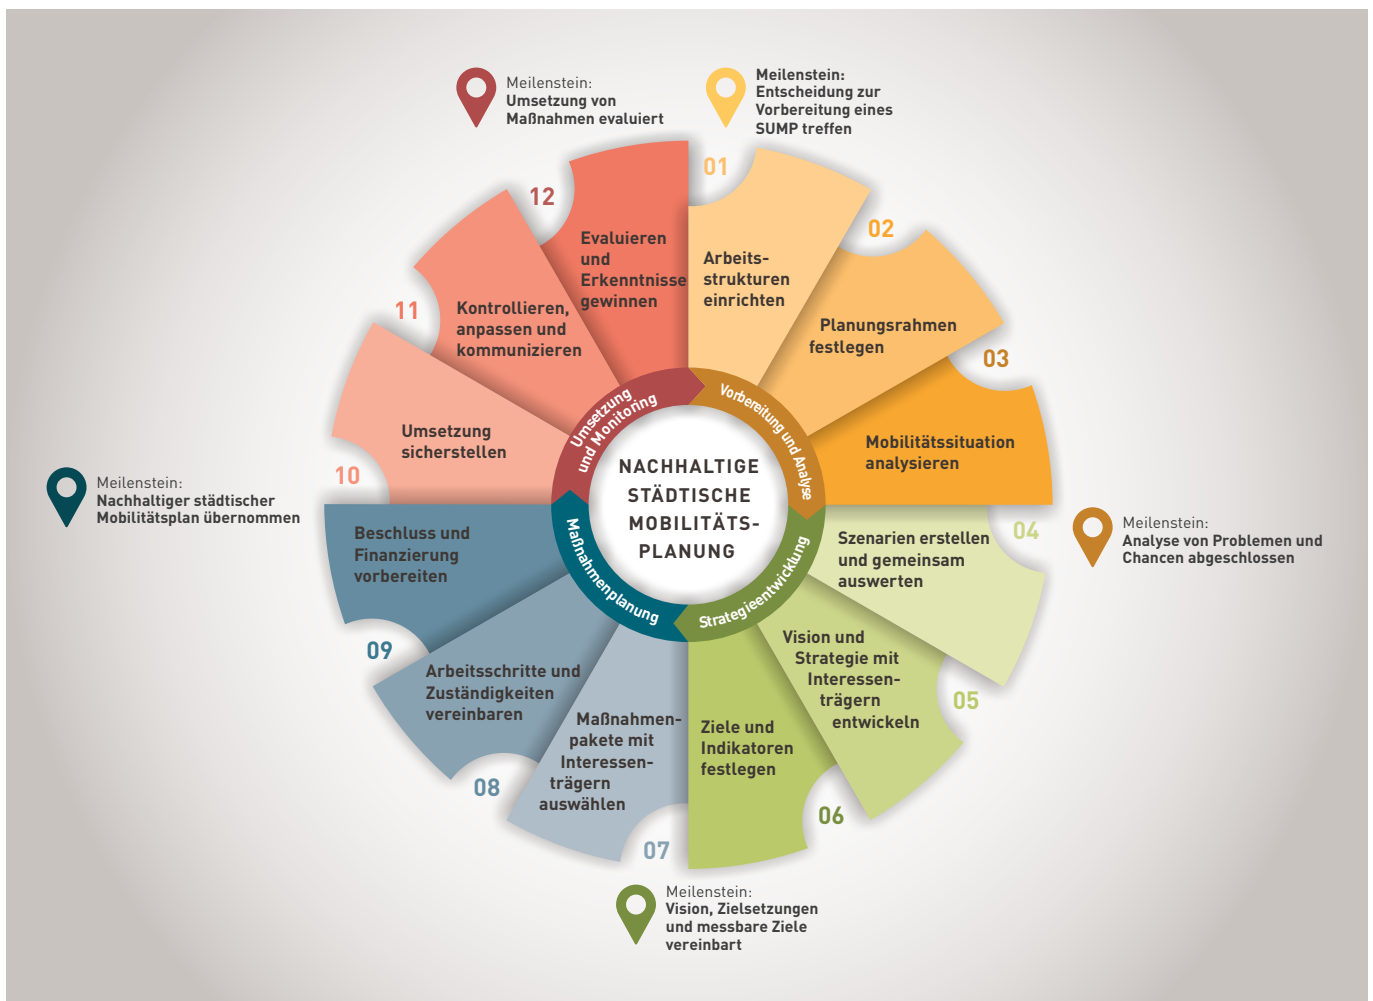 Meilenstein:
Umsetzung von
Maßnahmen evaluiert
Meilenstein:
Entscheidung zur
Vorbereitung eines
SUMP treffen
01
Arbeits-
strukturen
einrichten
02
Planungsrahmen
festlegen
03
Mobilitätssituation
analysieren
Meilenstein:
Analyse von Problemen und
Chancen abgeschlossen
04
Szenarien erstellen
und gemeinsam
auswerten
05
Vision und
Strategie mit
Interessen-
trägern
entwickeln
06
Ziele und
Indikatoren
festlegen
Meilenstein:
Vision, Zielsetzungen
und messbare Ziele
vereinbart
07
Maßnahmen-
pakete mit
Interessen-
trägern
auswählen
08
Arbeitsschritte und
Zuständigkeiten
vereinbaren
09
Beschluss und
Finanzierung
vorbereiten
Meilenstein:
Nachhaltiger städtischer
Mobilitätsplan übernommen
10
Umsetzung
sicherstellen
11
Kontrollieren,
anpassen und
kommunizieren
12
Evaluieren
und
Erkenntnisse
gewinnen
Vorbereitung und Analyse
Strategieentwicklung
Maßnahmenplanung
Umsetzung
und Monitoring
NACHHALTIGE
STÄDTISCHE
MOBILITÄTS-
PLANUNG